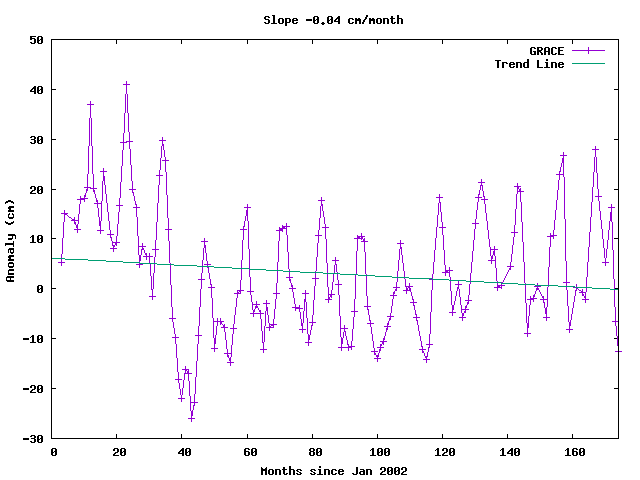 Slope -0.04 cm/month
GRACE
Trend Line
50
40
30
20
10
0
-10
-20
-30
Anomaly (cm)
0 20 40 60 80 100 120 140 160
Months since Jan 2002